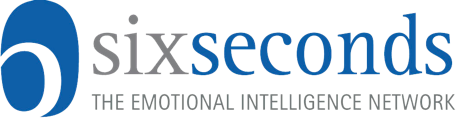 sixseconds
THE EMOTIONAL INTELLIGENCE NETWORK